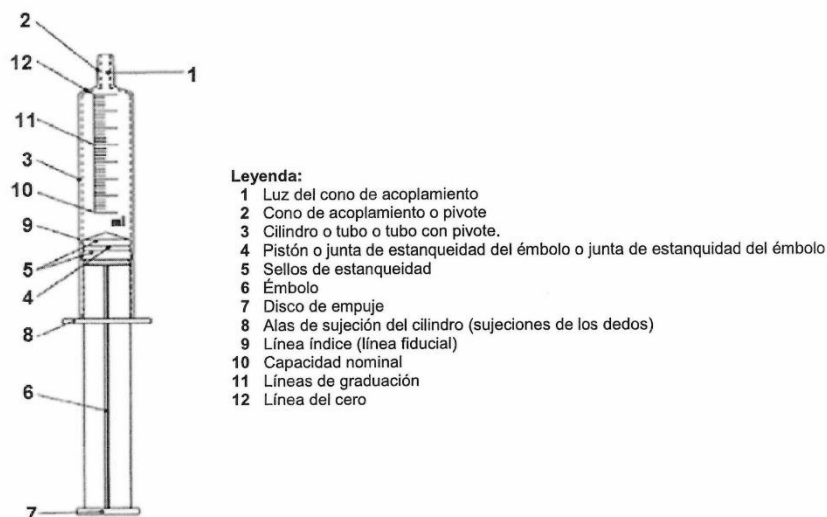 2
12
1
11
3
10
ml
9
5
4
8
6
7
Leyenda:
1 Luz del cono de acoplamiento
2 Cono de acoplamiento o pivote
3 Cilindro o tubo o tubo con pivote.
4 Pistón o junta de estanqueidad del émbolo o junta de estanquidad del émbolo
5 Sellos de estanqueidad
6 Émbolo
7 Disco de empuje
8 Alas de sujeción del cilindro (sujeciones de los dedos)
9 Línea índice (línea fiducial)
10 Capacidad nominal
11 Líneas de graduación
12 Línea del cero